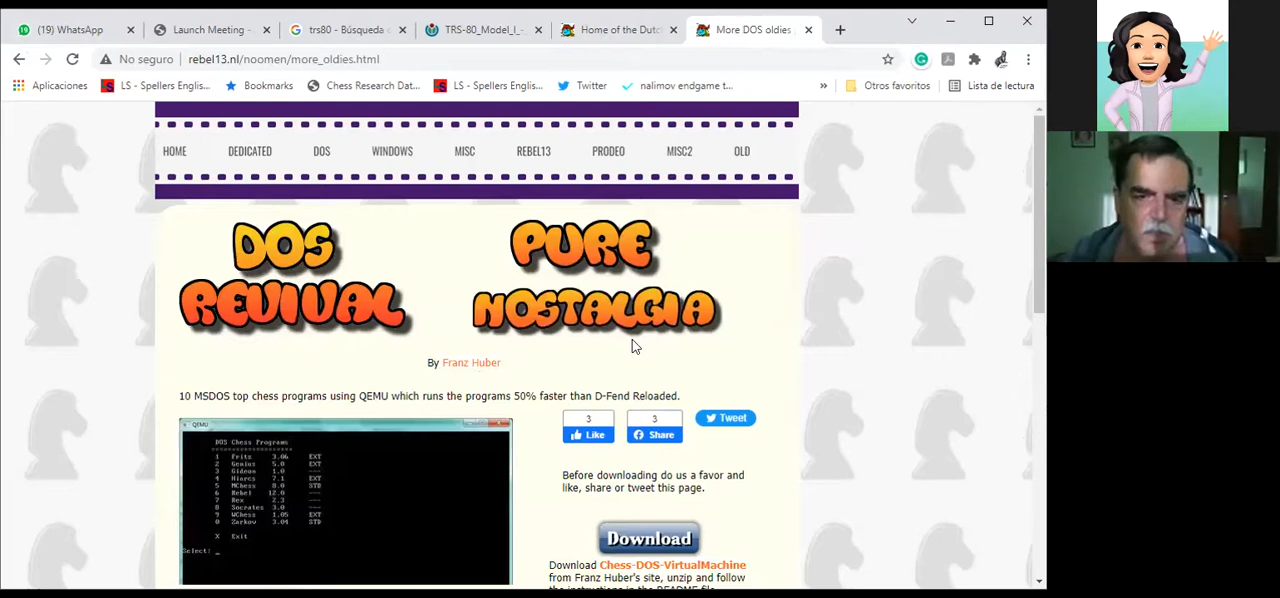 19 (19) WhatsApp
Launch Meeting -
trs80 - Búsqueda
TRS-80_Model_I_-
Home of the Dutc
More DOS oldies
No seguro | rebel13.nl/noomen/more_oldies.html
Aplicaciones
LS - Spellers Englis...
Bookmarks
Chess Research Dat...
LS - Spellers Englis...
Twitter
nalimov endgame t...
»
Otros favoritos
Lista de lectura
HOME
DEDICATED
DOS
WINDOWS
MISC
REBEL13
PRODEO
MISC2
OLD
DOS
REVIVAL
PURE
NOSTALGIA
By Franz Huber
10 MSDOS top chess programs using QEMU which runs the programs 50% faster than D-Fend Reloaded.
QEMU
DOS Chess Programs
1 Fritz 3.06 EXT
2 Genius 5.0 EXT
3 Gideon 1.0 ---
4 Hiarcs 7.1 EXT
5 MChess 8.0 STD
6 Rebel 12.0 ---
7 Rex 2.3 ---
8 Socrates 3.0 ---
9 WChess 1.05 EXT
0 Zarkov 3.04 STD
X Exit
Select: _
3
Like
3
Share
Tweet
Before downloading do us a favor and
like, share or tweet this page.
Download
Download Chess-DOS-VirtualMachine
from Franz Huber's site, unzip and follow
the instructions in the README file